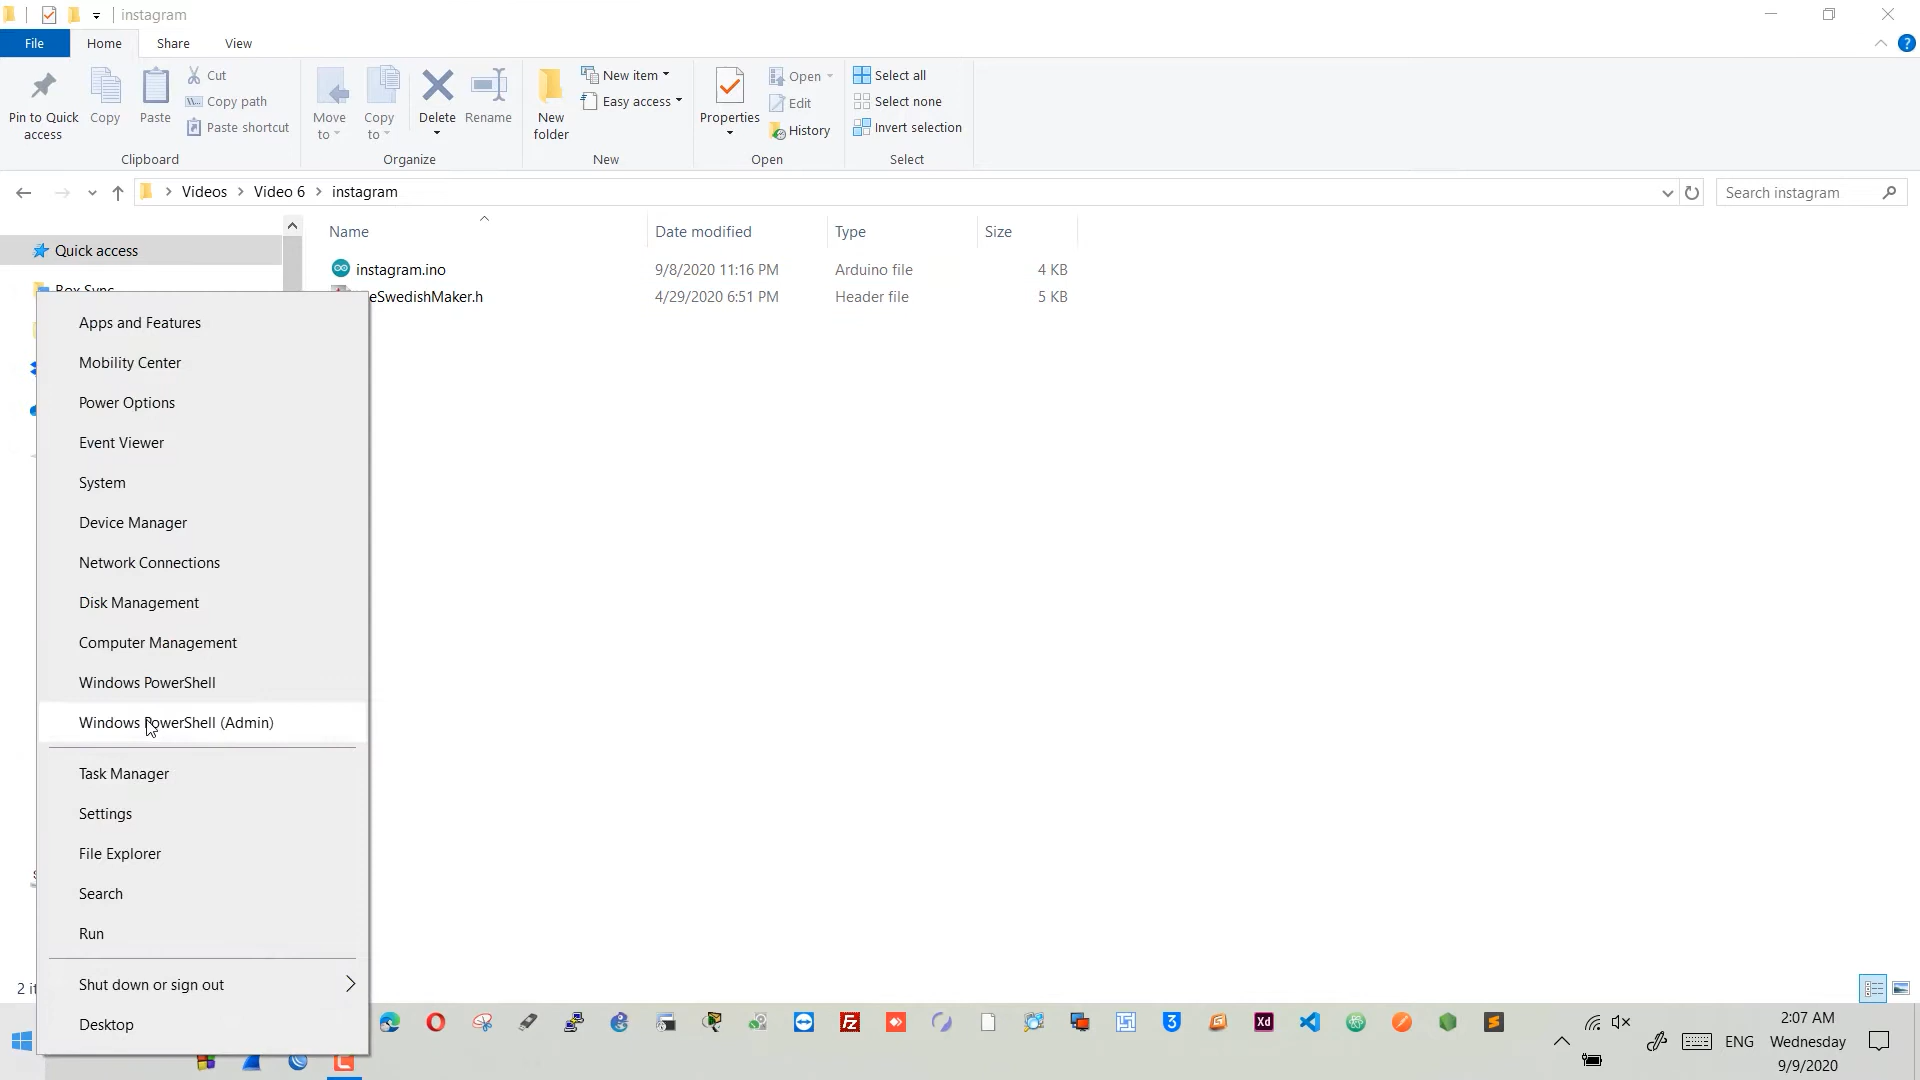 instagram
File Home Share View
Pin to Quick access
Copy
Paste
Cut
Copy path
Paste shortcut
Clipboard
Move to
Copy to
Delete
Rename
Organize
New folder
New item
Easy access
New
Properties
Open
Edit
History
Open
Select all
Select none
Invert selection
Select
Videos > Video 6 > instagram
Search instagram
Name Date modified Type Size
Quick access
instagram.ino 9/8/2020 11:16 PM Arduino file 4 KB
eSwedishMaker.h 4/29/2020 6:51 PM Header file 5 KB
Box Sync
Apps and Features
Mobility Center
Power Options
Event Viewer
System
Device Manager
Network Connections
Disk Management
Computer Management
Windows PowerShell
Windows PowerShell (Admin)
Task Manager
Settings
File Explorer
Search
Run
Shut down or sign out
Desktop
2 it
Fz
Xd
ENG
2:07 AM
Wednesday
9/9/2020